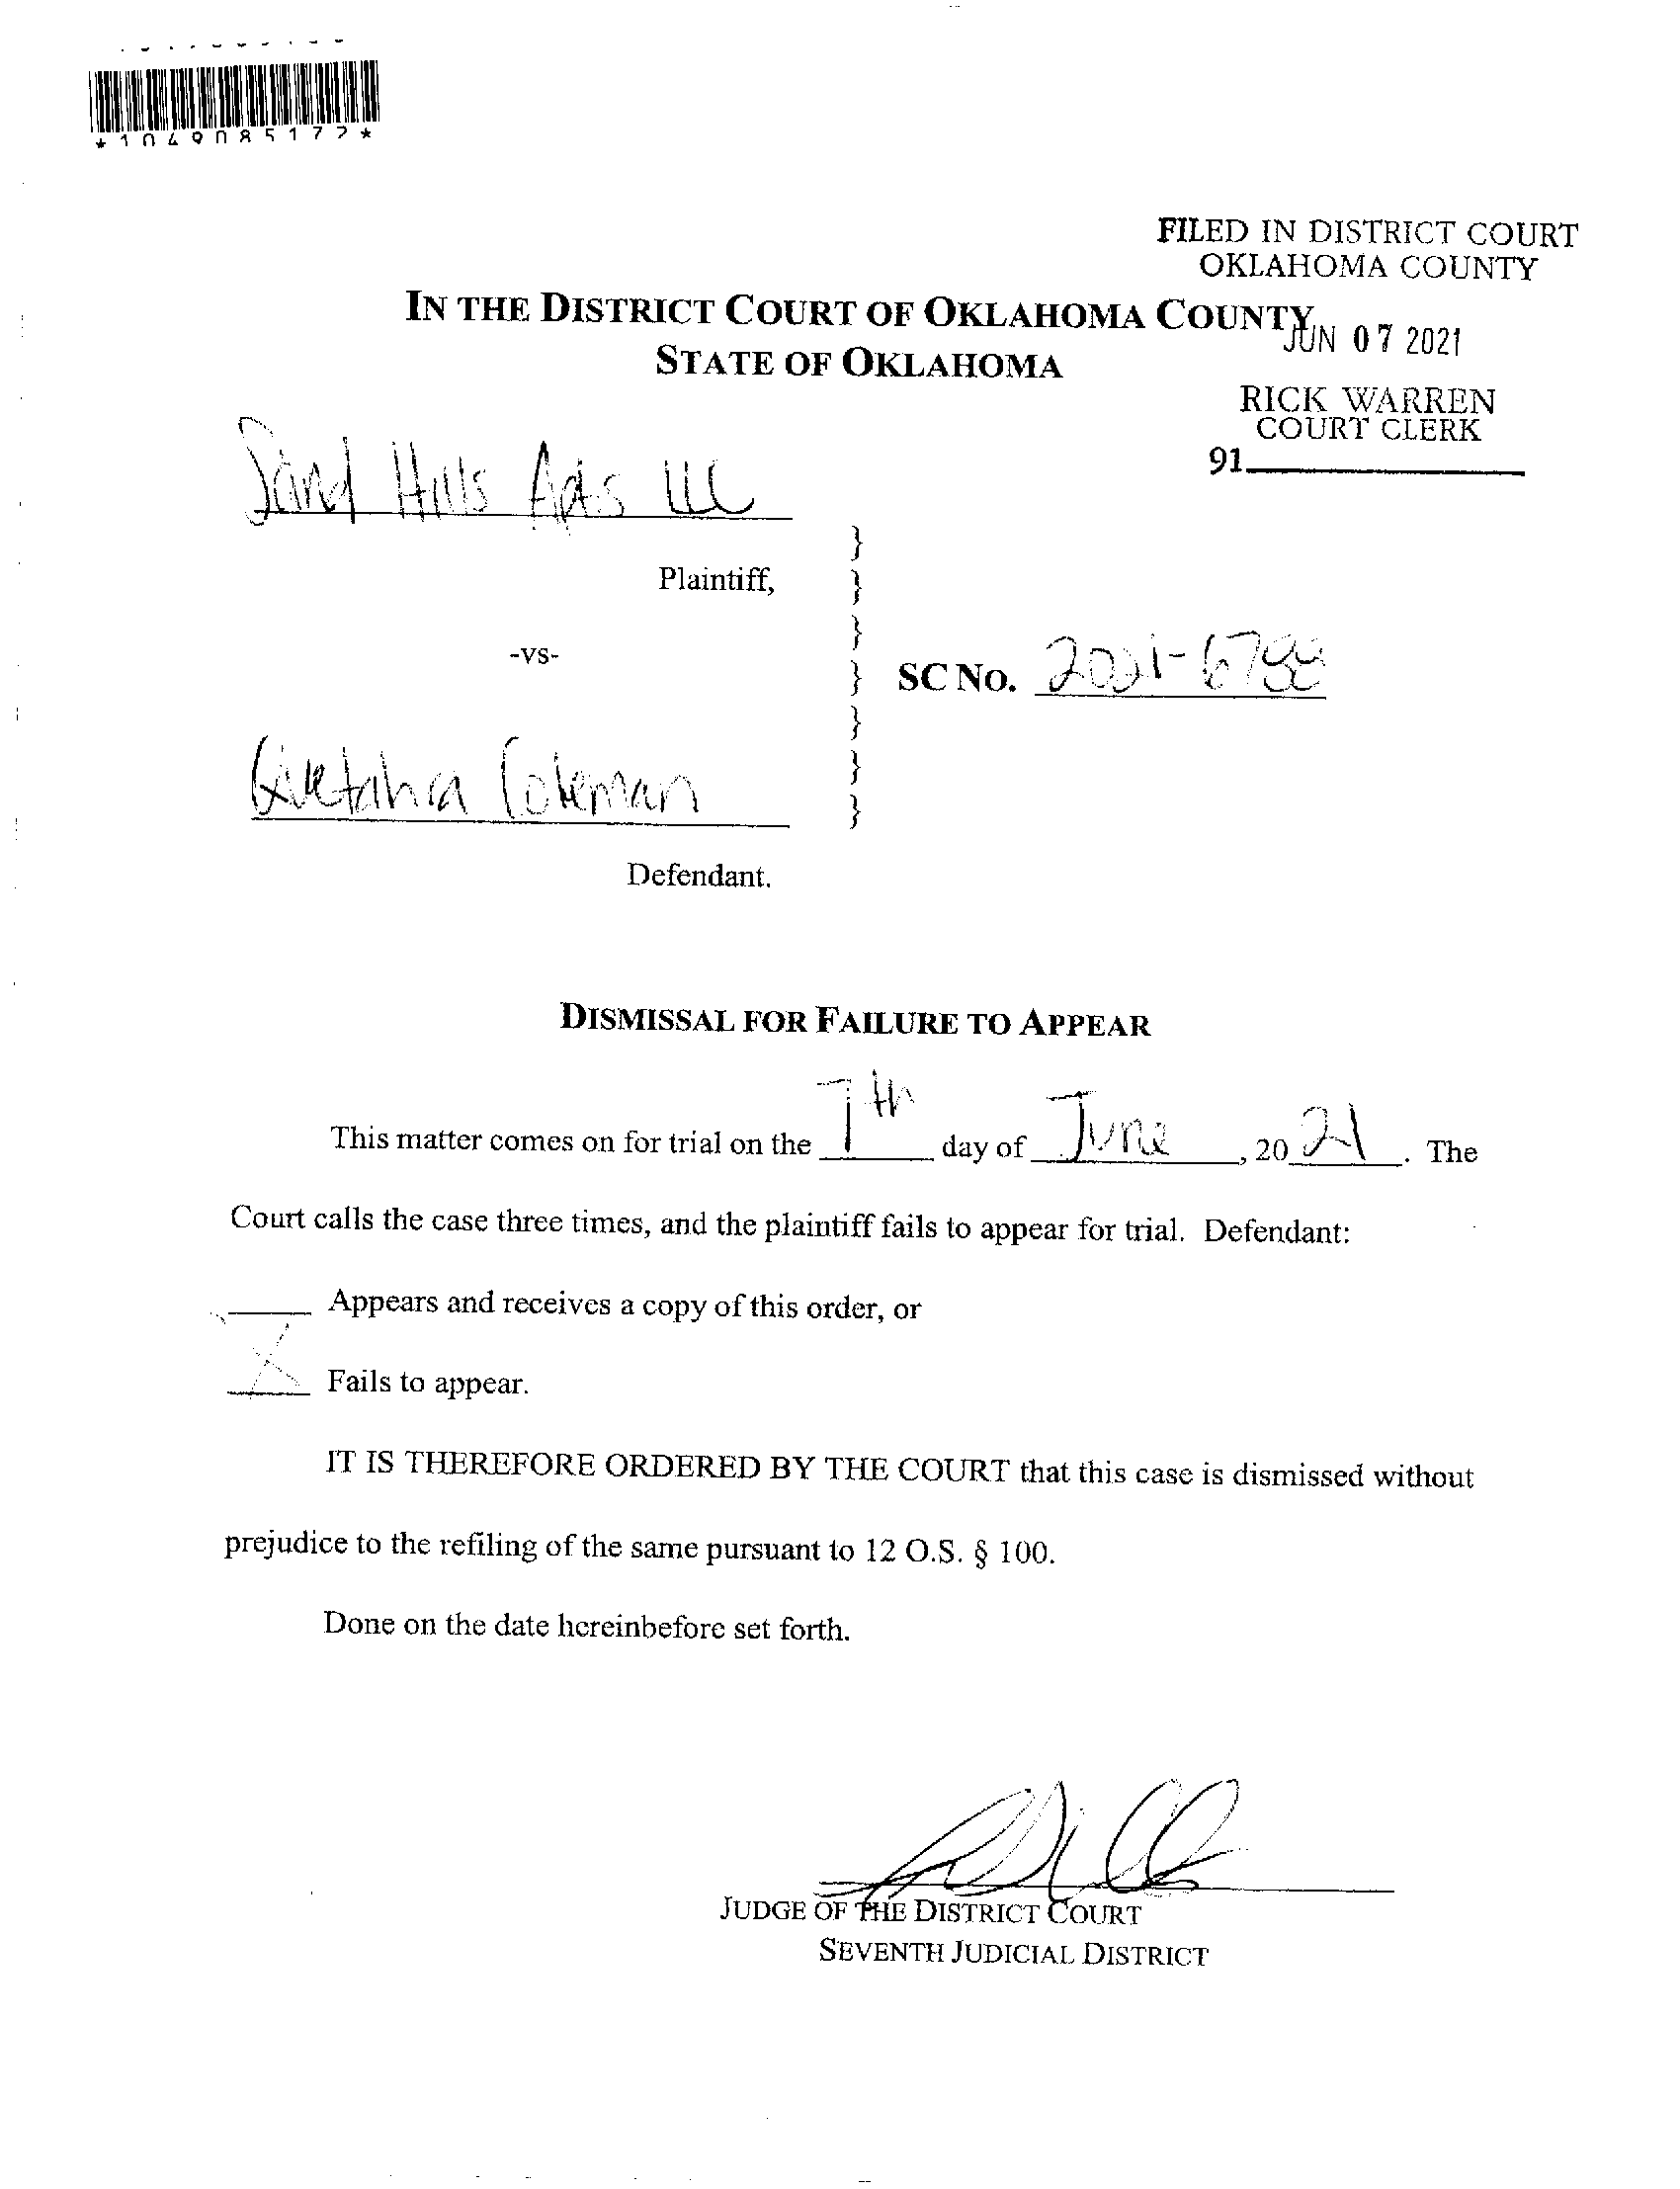 *1049085172*
FILED IN DISTRICT COURT
OKLAHOMA COUNTY
IN THE DISTRICT COURT OF OKLAHOMA COUNTY
JUN 07 2021
STATE OF OKLAHOMA
RICK WARREN
COURT CLERK
91
Sand Hills Apts LLC
}
Plaintiff, }
}
-vs-
} SC No. 2021-6788
}
}
Coleman }
Defendant.
DISMISSAL FOR FAILURE TO APPEAR
This matter comes on for trial on the 7th day of June, 2021. The
Court calls the case three times, and the plaintiff fails to appear for trial. Defendant:
___ Appears and receives a copy of this order, or
X Fails to appear.
IT IS THEREFORE ORDERED BY THE COURT that this case is dismissed without
prejudice to the refiling of the same pursuant to 12 O.S. § 100.
Done on the date hereinbefore set forth.
JUDGE OF THE DISTRICT COURT
SEVENTH JUDICIAL DISTRICT